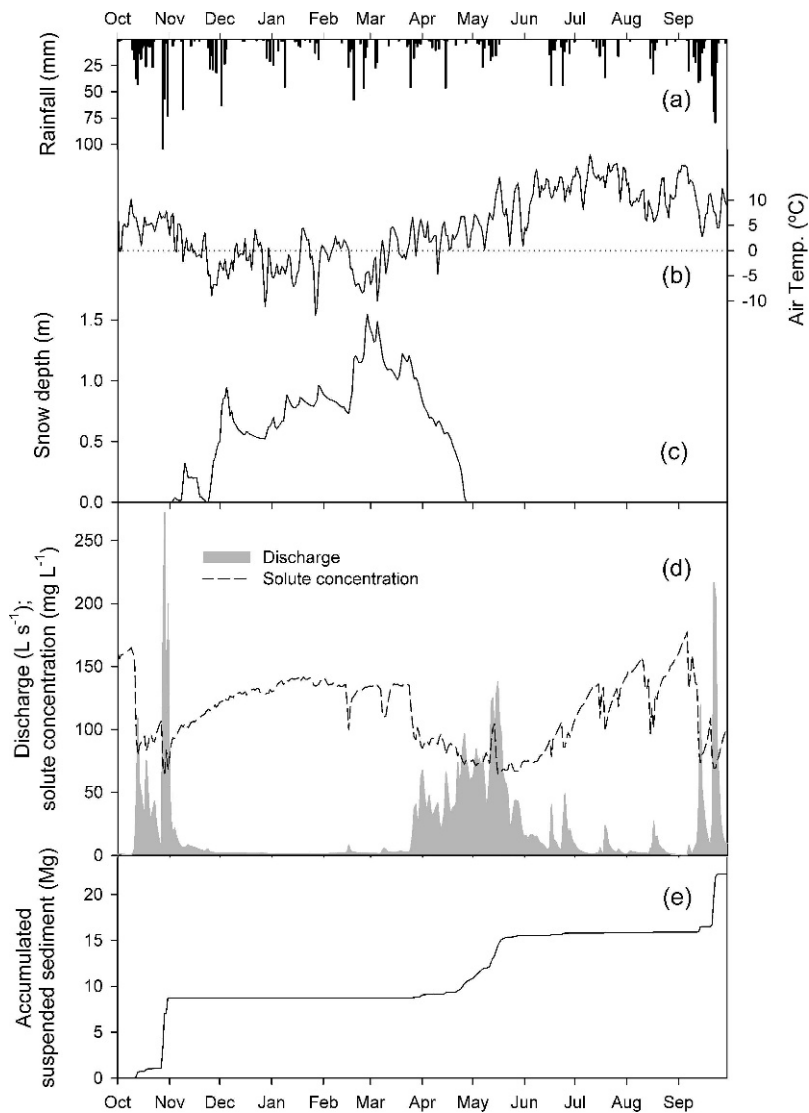 Oct Nov Dec Jan Feb Mar Apr May Jun Jul Aug Sep
Rainfall (mm)
25
50
75
100
(a)
Air Temp. (ºC)
10
5
0
-5
-10
(b)
Snow depth (m)
1.5
1.0
0.5
0.0
(c)
Discharge (L s⁻¹);
solute concentration (mg L⁻¹)
250
200
150
100
50
0
Discharge
Solute concentration
(d)
Accumulated
suspended sediment (Mg)
20
15
10
5
0
(e)
Oct Nov Dec Jan Feb Mar Apr May Jun Jul Aug Sep